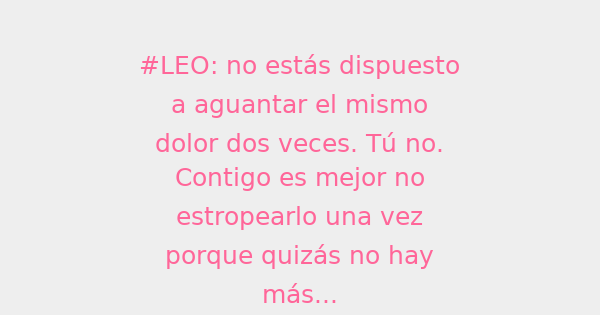 #LEO: no estás dispuesto
a aguantar el mismo
dolor dos veces. Tú no.
Contigo es mejor no
estropearlo una vez
porque quizás no hay
más...